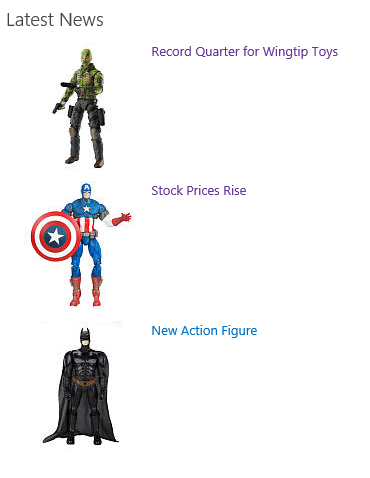 Latest News
Record Quarter for Wingtip Toys
Stock Prices Rise
New Action Figure